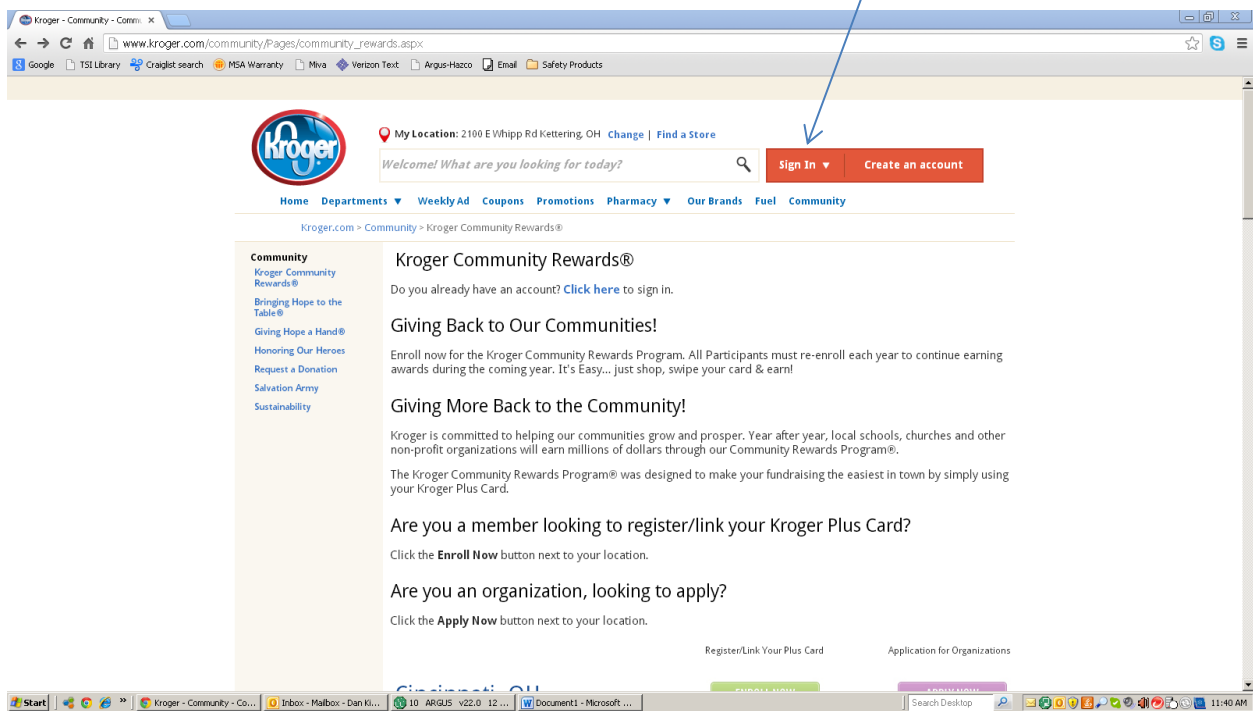 Kroger - Community - Commu
www.kroger.com/community/Pages/community_rewards.aspx
Google TSI Library Craiglist search MSA Warranty Miva Verizon Text Argus-Hazco Email Safety Products
Kroger
My Location: 2100 E Whipp Rd Kettering, OH Change | Find a Store
Welcome! What are you looking for today?
Sign In ▼ Create an account
Home Departments ▼ Weekly Ad Coupons Promotions Pharmacy ▼ Our Brands Fuel Community
Kroger.com > Community > Kroger Community Rewards®
Community
Kroger Community
Rewards®
Bringing Hope to the
Table®
Giving Hope a Hand®
Honoring Our Heroes
Request a Donation
Salvation Army
Sustainability
Kroger Community Rewards®
Do you already have an account? Click here to sign in.
Giving Back to Our Communities!
Enroll now for the Kroger Community Rewards Program. All Participants must re-enroll each year to continue earning
awards during the coming year. It's Easy... just shop, swipe your card & earn!
Giving More Back to the Community!
Kroger is committed to helping our communities grow and prosper. Year after year, local schools, churches and other
non-profit organizations will earn millions of dollars through our Community Rewards Program®.
The Kroger Community Rewards Program® was designed to make your fundraising the easiest in town by simply using
your Kroger Plus Card.
Are you a member looking to register/link your Kroger Plus Card?
Click the Enroll Now button next to your location.
Are you an organization, looking to apply?
Click the Apply Now button next to your location.
Register/Link Your Plus Card Application for Organizations
Cincinnati, OH ENROLL NOW APPLY NOW
Start Kroger - Community - Co... Inbox - Mailbox - Dan Ki... 10 ARGUS v22.0 12 ... Document1 - Microsoft ... Search Desktop 11:40 AM